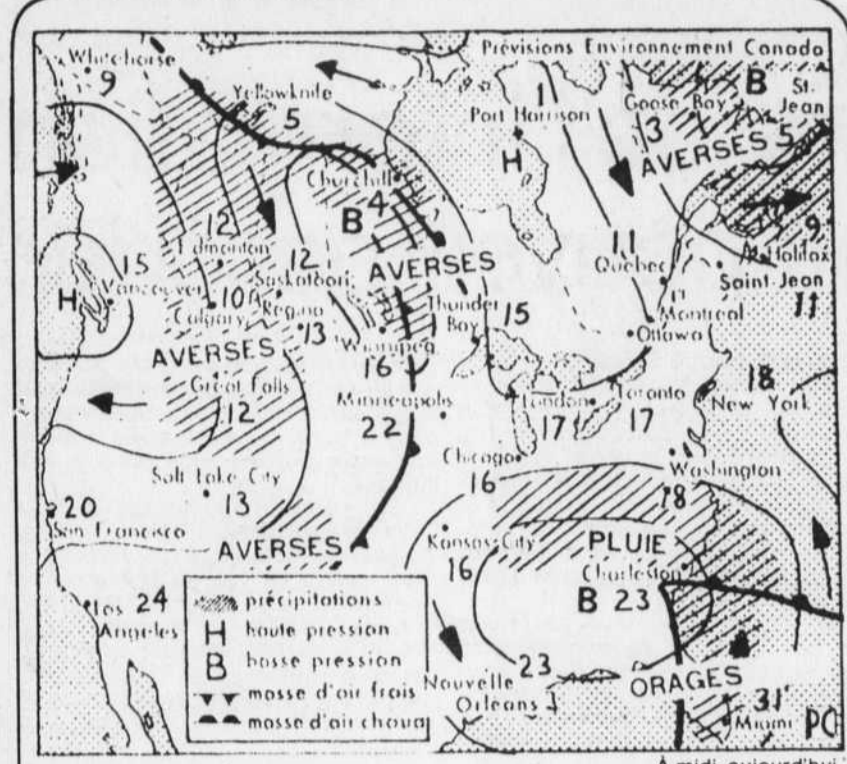 Prévisions Environnement Canada
Whitehorse
9
Yellowknife
5
1
Port Harrison
H
Goose Bay
3
B
St.
Jean
5
AVERSES
Churchill
4
B
AVERSES
12
Edmonton
12
Saskatoon
10
Calgary
Regina
13
15
Vancouver
H
11
Québec
9
Halifax
Saint-Jean
11
Montréal
Ottawa
Thunder
Bay
15
Winnipeg
16
AVERSES
Great Falls
12
Minneapolis
22
London
17
Toronto
17
18
New York
Chicago
16
Washington
18
Salt Lake City
13
20
San Francisco
AVERSES
Kansas City
16
PLUIE
Charleston
B 23
Los
Angeles
24
précipitations
H haute pression
B basse pression
masse d'air frais
masse d'air chaud
23
Nouvelle
Orléans
ORAGES
31
Miami
PC
À midi aujourd'hui